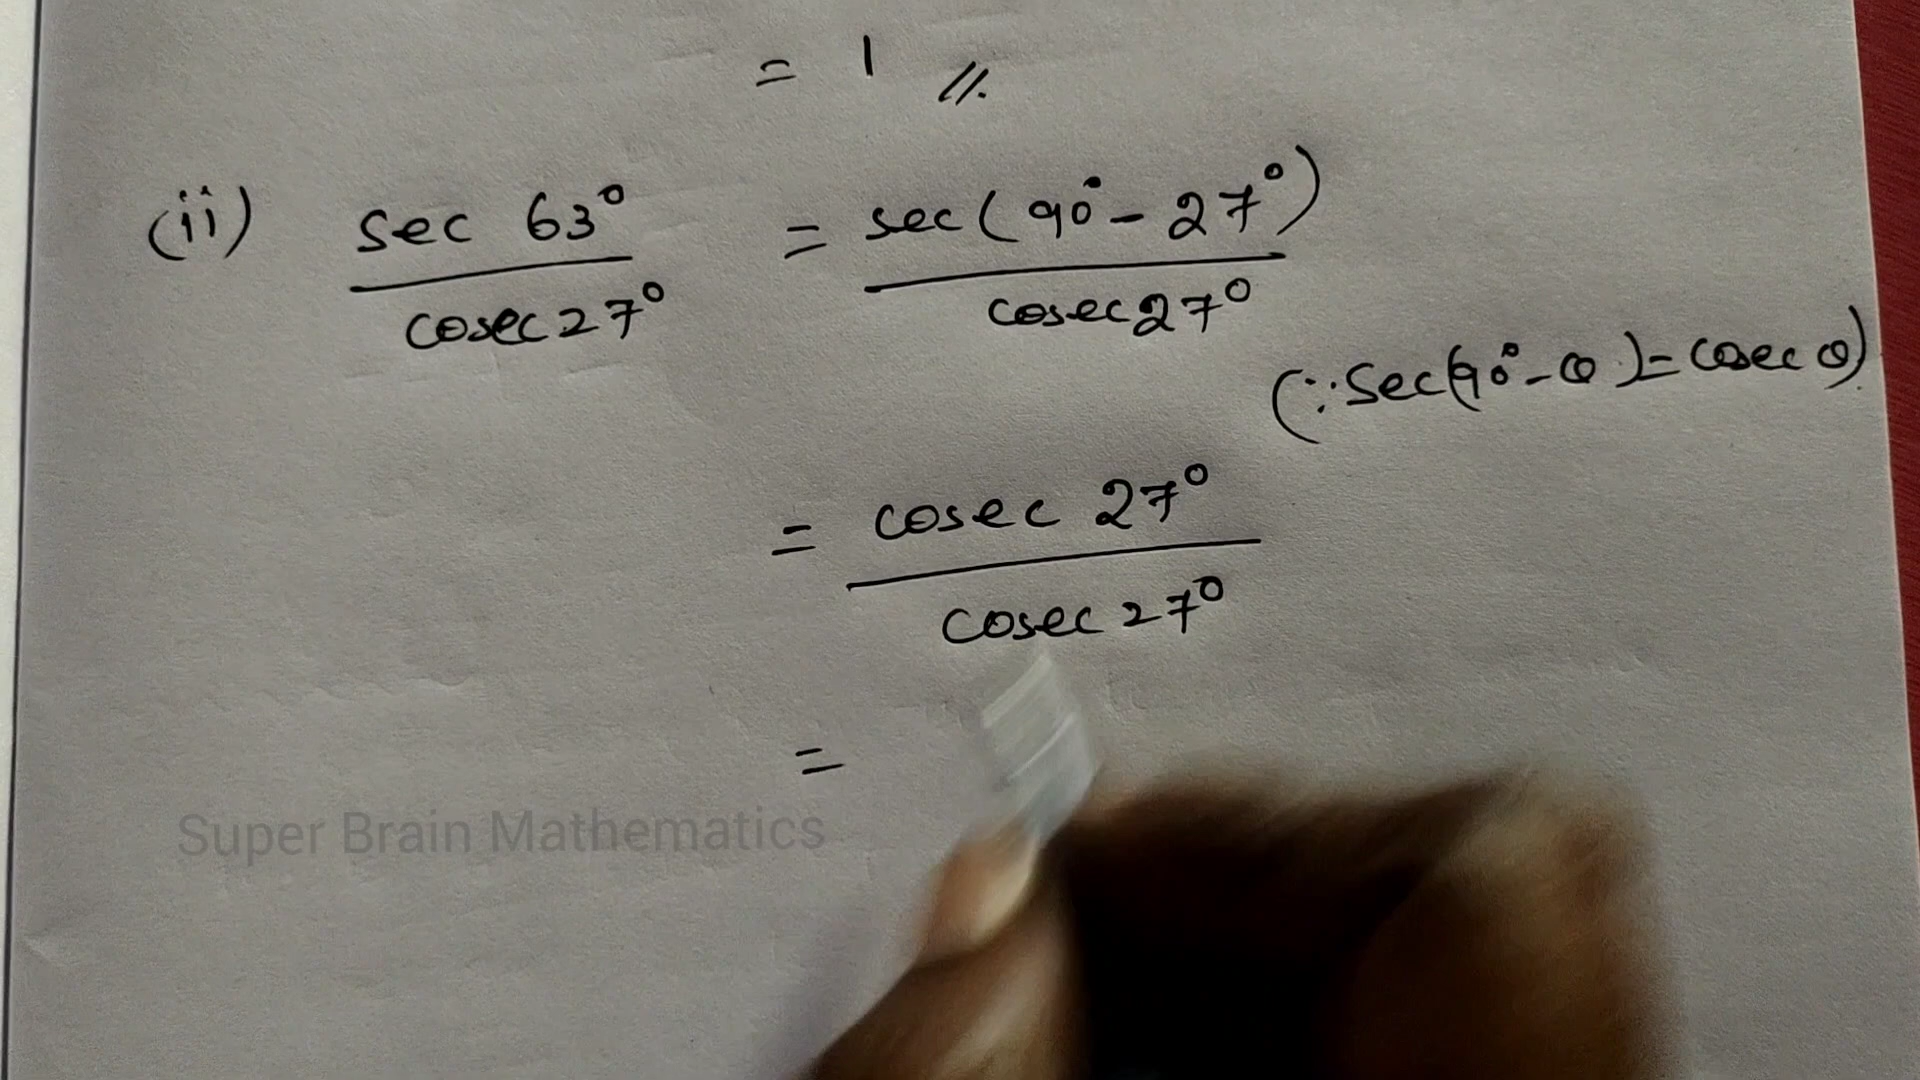 = 1 //.
(ii) sec 63° / cosec 27° = sec(90° - 27°) / cosec 27°
(∵ sec(90° - θ) = cosec θ)
= cosec 27° / cosec 27°
=
Super Brain Mathematics